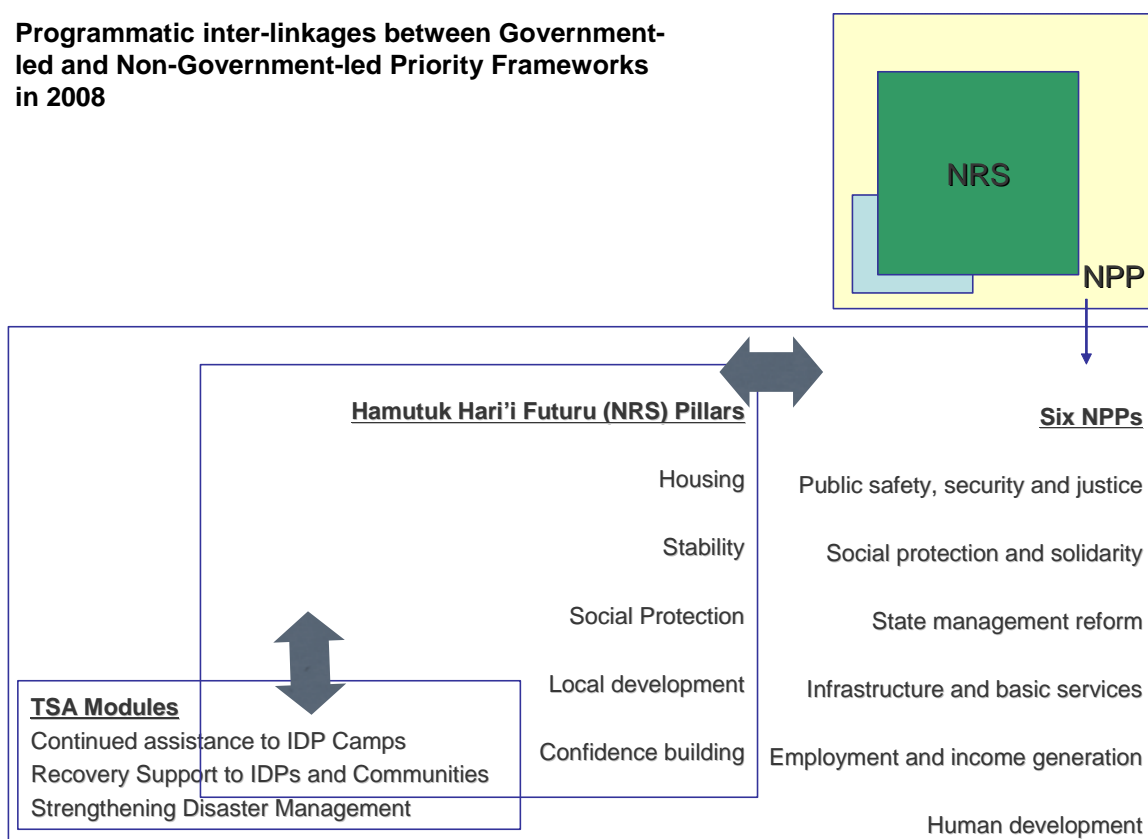 Programmatic inter-linkages between Government-
led and Non-Government-led Priority Frameworks
in 2008
NRS
NPP
Hamutuk Hari’i Futuru (NRS) Pillars
Housing
Stability
Social Protection
Local development
Confidence building
Six NPPs
Public safety, security and justice
Social protection and solidarity
State management reform
Infrastructure and basic services
Employment and income generation
Human development
TSA Modules
Continued assistance to IDP Camps
Recovery Support to IDPs and Communities
Strengthening Disaster Management